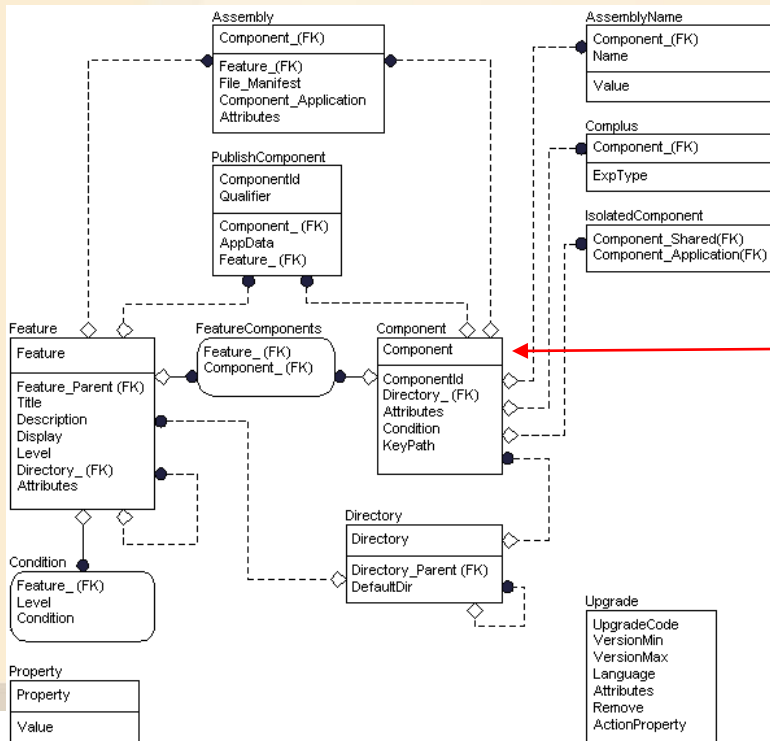 Assembly
Component_(FK)
Feature_(FK)
File_Manifest
Component_Application
Attributes
AssemblyName
Component_(FK)
Name
Value
PublishComponent
ComponentId
Qualifier
Component_ (FK)
AppData
Feature_ (FK)
Complus
Component_(FK)
ExpType
IsolatedComponent
Component_Shared(FK)
Component_Application(FK)
Feature
Feature
Feature_Parent (FK)
Title
Description
Display
Level
Directory_ (FK)
Attributes
FeatureComponents
Feature_ (FK)
Component_ (FK)
Component
Component
ComponentId
Directory_ (FK)
Attributes
Condition
KeyPath
Directory
Directory
Directory_Parent (FK)
DefaultDir
Condition
Feature_ (FK)
Level
Condition
Upgrade
UpgradeCode
VersionMin
VersionMax
Language
Attributes
Remove
ActionProperty
Property
Property
Value